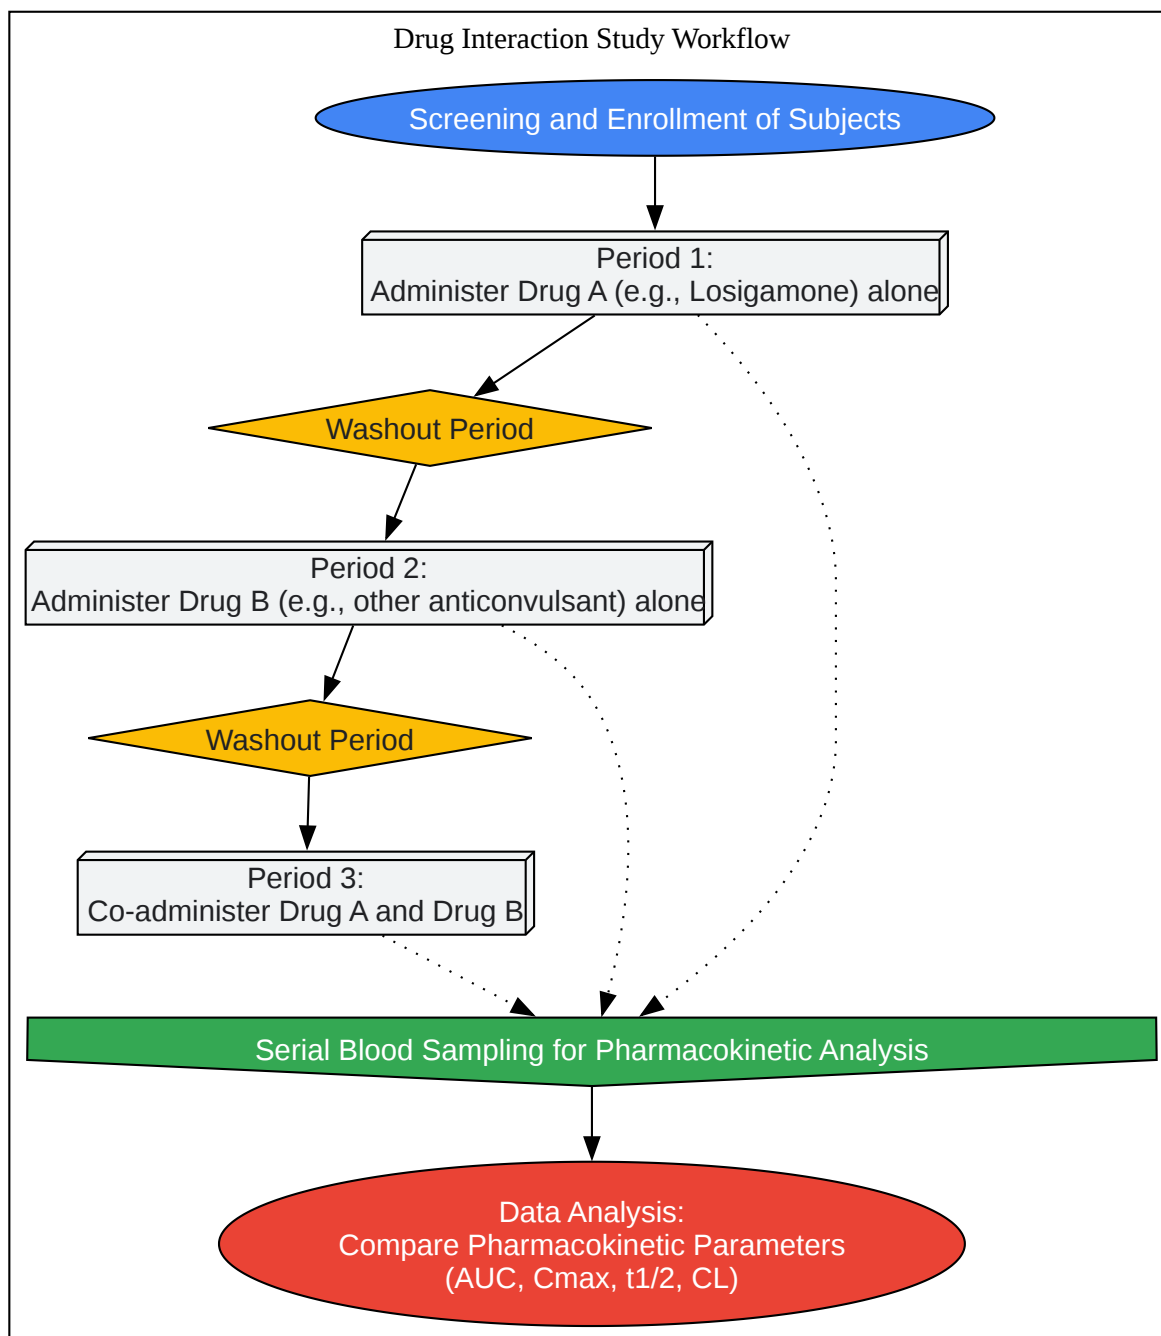 Drug Interaction Study Workflow
Screening and Enrollment of Subjects
Period 1:
Administer Drug A (e.g., Losigamone) alone
Washout Period
Period 2:
Administer Drug B (e.g., other anticonvulsant) alone
Washout Period
Period 3:
Co-administer Drug A and Drug B
Serial Blood Sampling for Pharmacokinetic Analysis
Data Analysis:
Compare Pharmacokinetic Parameters
(AUC, Cmax, t1/2, CL)